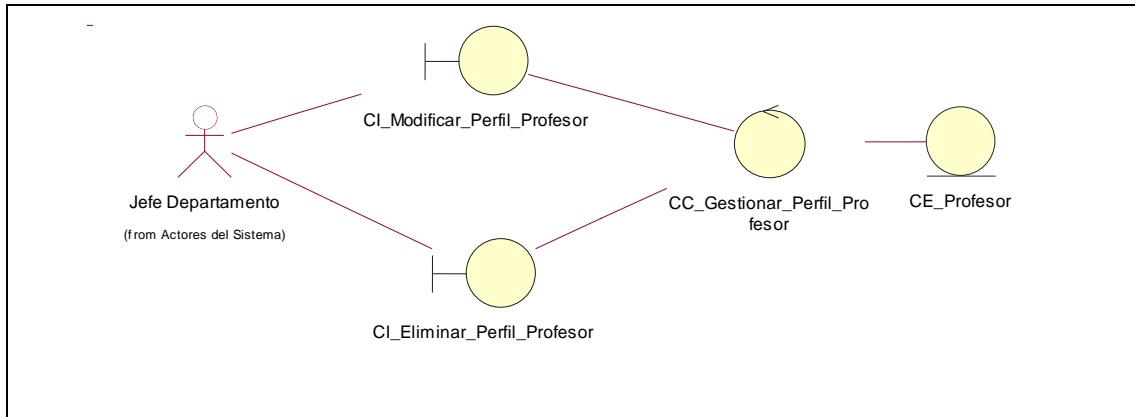 CI_Modificar_Perfil_Profesor
Jefe Departamento
(from Actores del Sistema)
CC_Gestionar_Perfil_Pro
fesor
CE_Profesor
CI_Eliminar_Perfil_Profesor